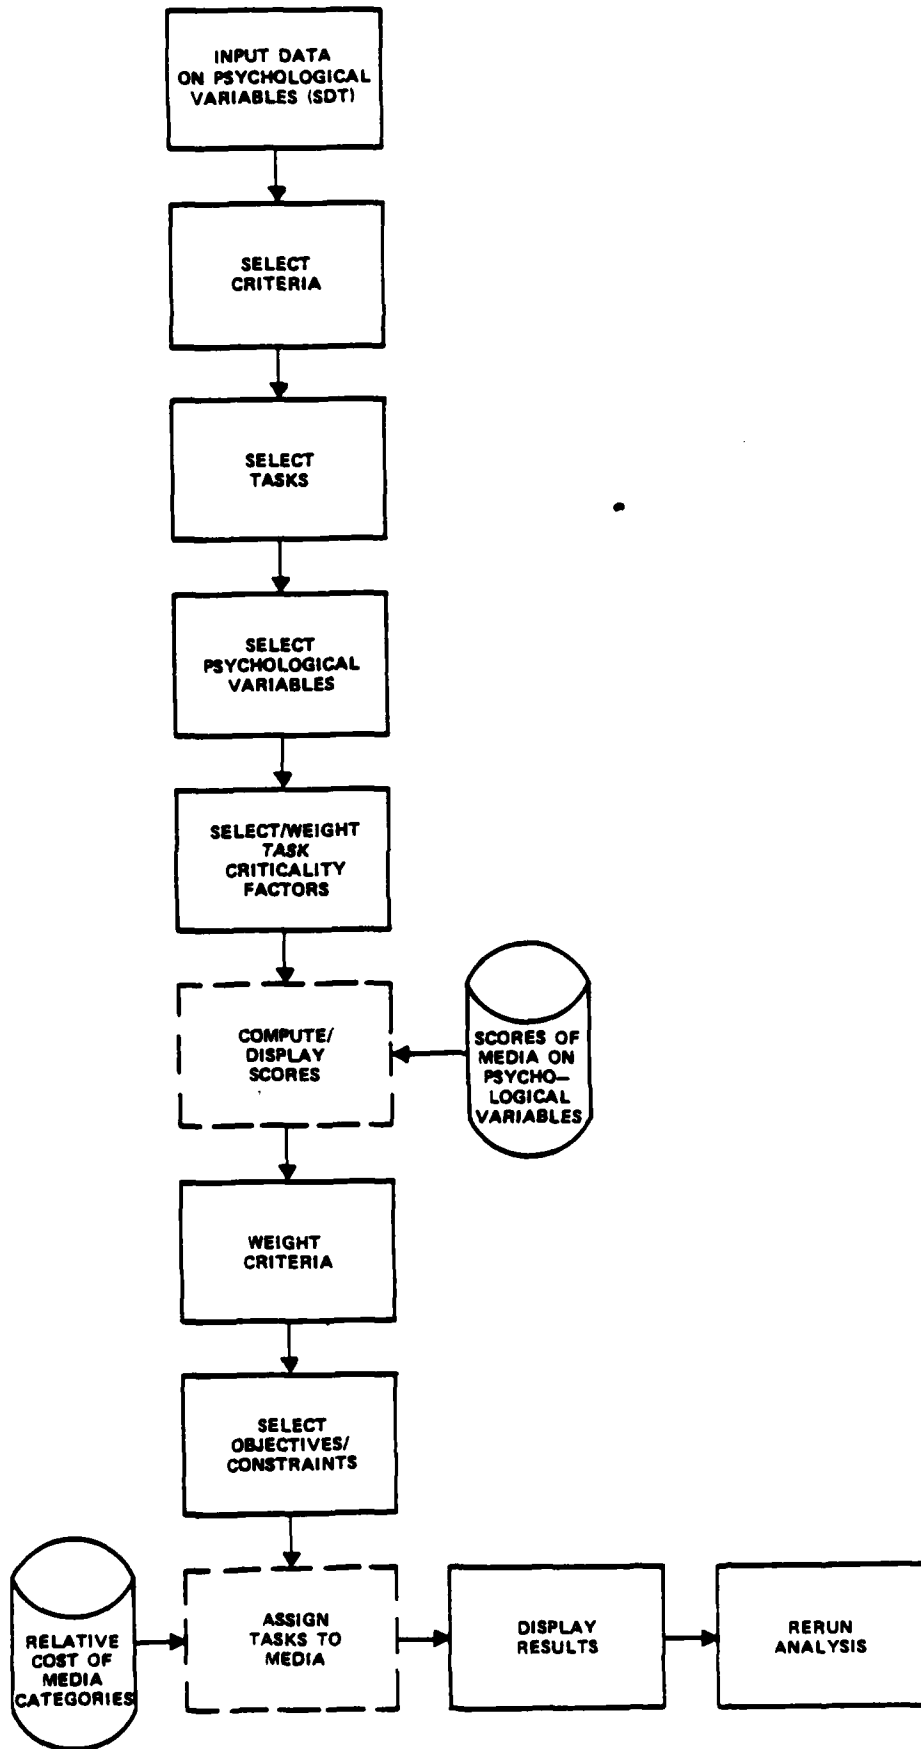 INPUT DATA
ON PSYCHOLOGICAL
VARIABLES (SDT)
SELECT
CRITERIA
SELECT
TASKS
SELECT
PSYCHOLOGICAL
VARIABLES
SELECT/WEIGHT
TASK
CRITICALITY
FACTORS
COMPUTE/
DISPLAY
SCORES
SCORES OF
MEDIA ON
PSYCHO–
LOGICAL
VARIABLES
WEIGHT
CRITERIA
SELECT
OBJECTIVES/
CONSTRAINTS
RELATIVE
COST OF
MEDIA
CATEGORIES
ASSIGN
TASKS TO
MEDIA
DISPLAY
RESULTS
RERUN
ANALYSIS